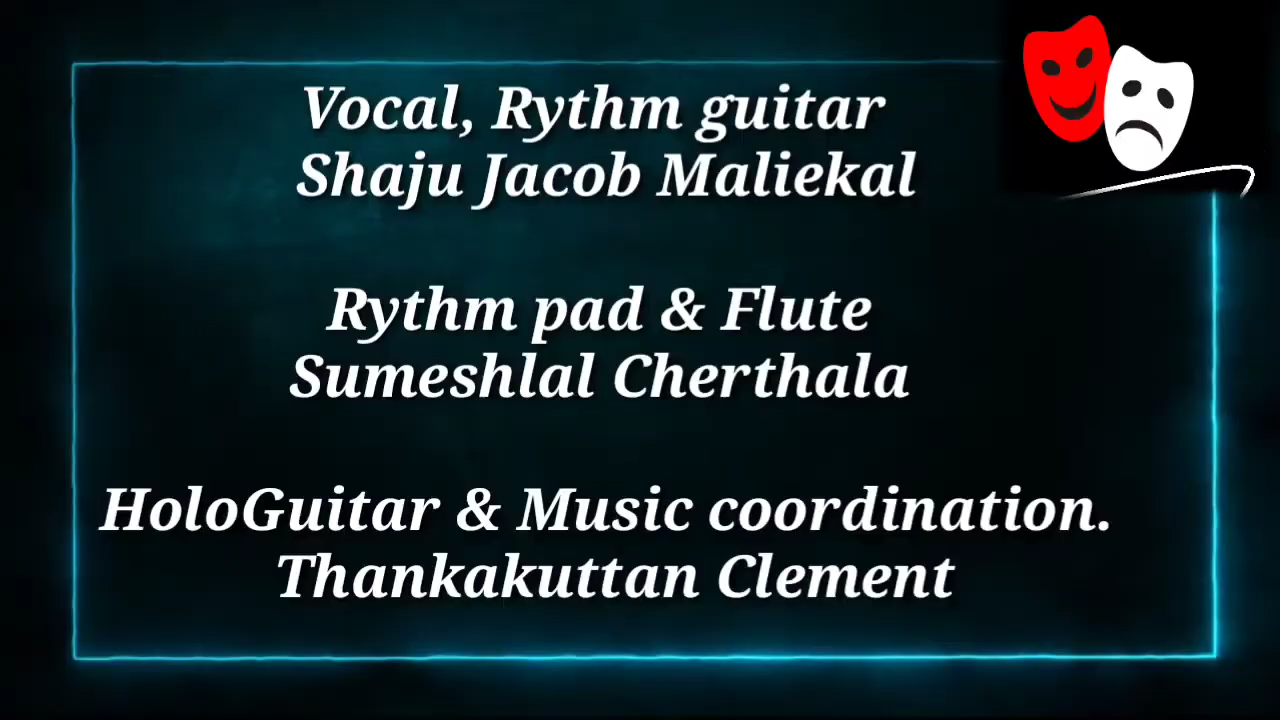 Vocal, Rythm guitar
Shaju Jacob Maliekal
Rythm pad & Flute
Sumeshlal Cherthala
HoloGuitar & Music coordination.
Thankakuttan Clement